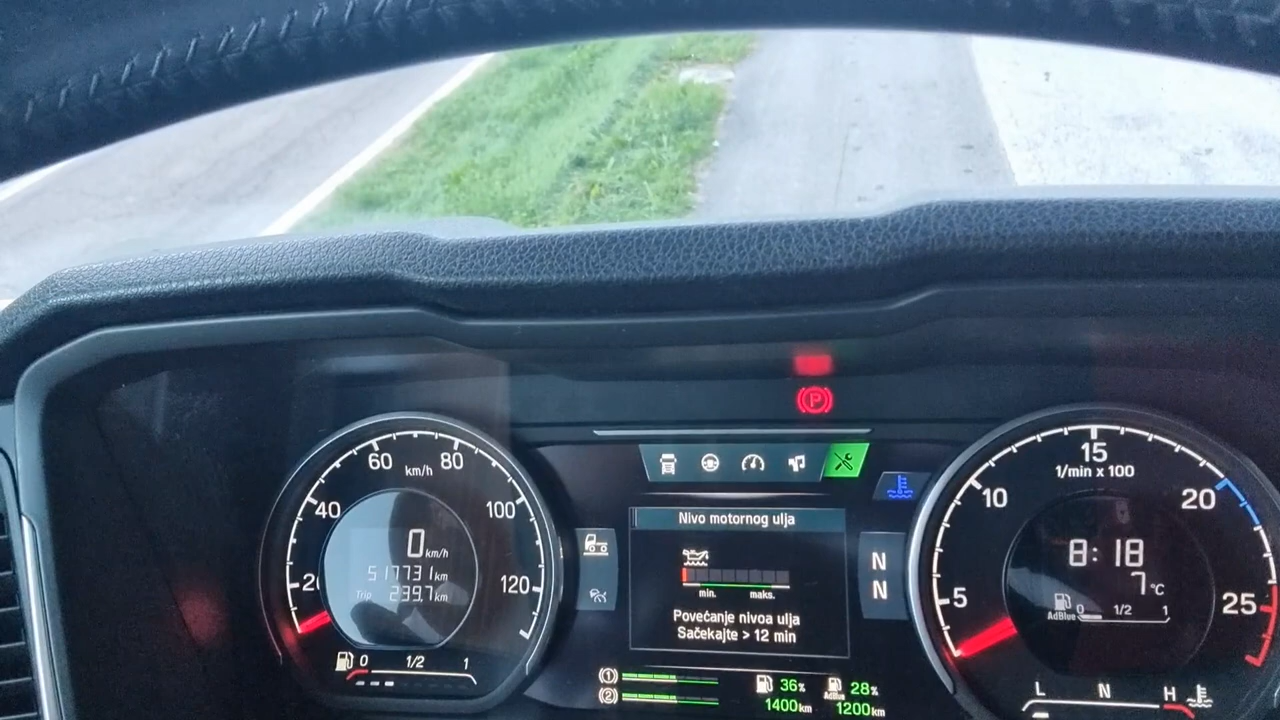 60 km/h 80
40
100
20
120
0 km/h
517731 km
Trip 239.7 km
0 1/2 1
P
Nivo motornog ulja
min. maks.
Povećanje nivoa ulja
Sačekajte > 12 min
(1)
(2)
36%
1400 km
AdBlue 28%
1200 km
N
N
15
1/min x 100
10
20
5
25
8:18
7 °C
AdBlue 0 1/2 1
L N H